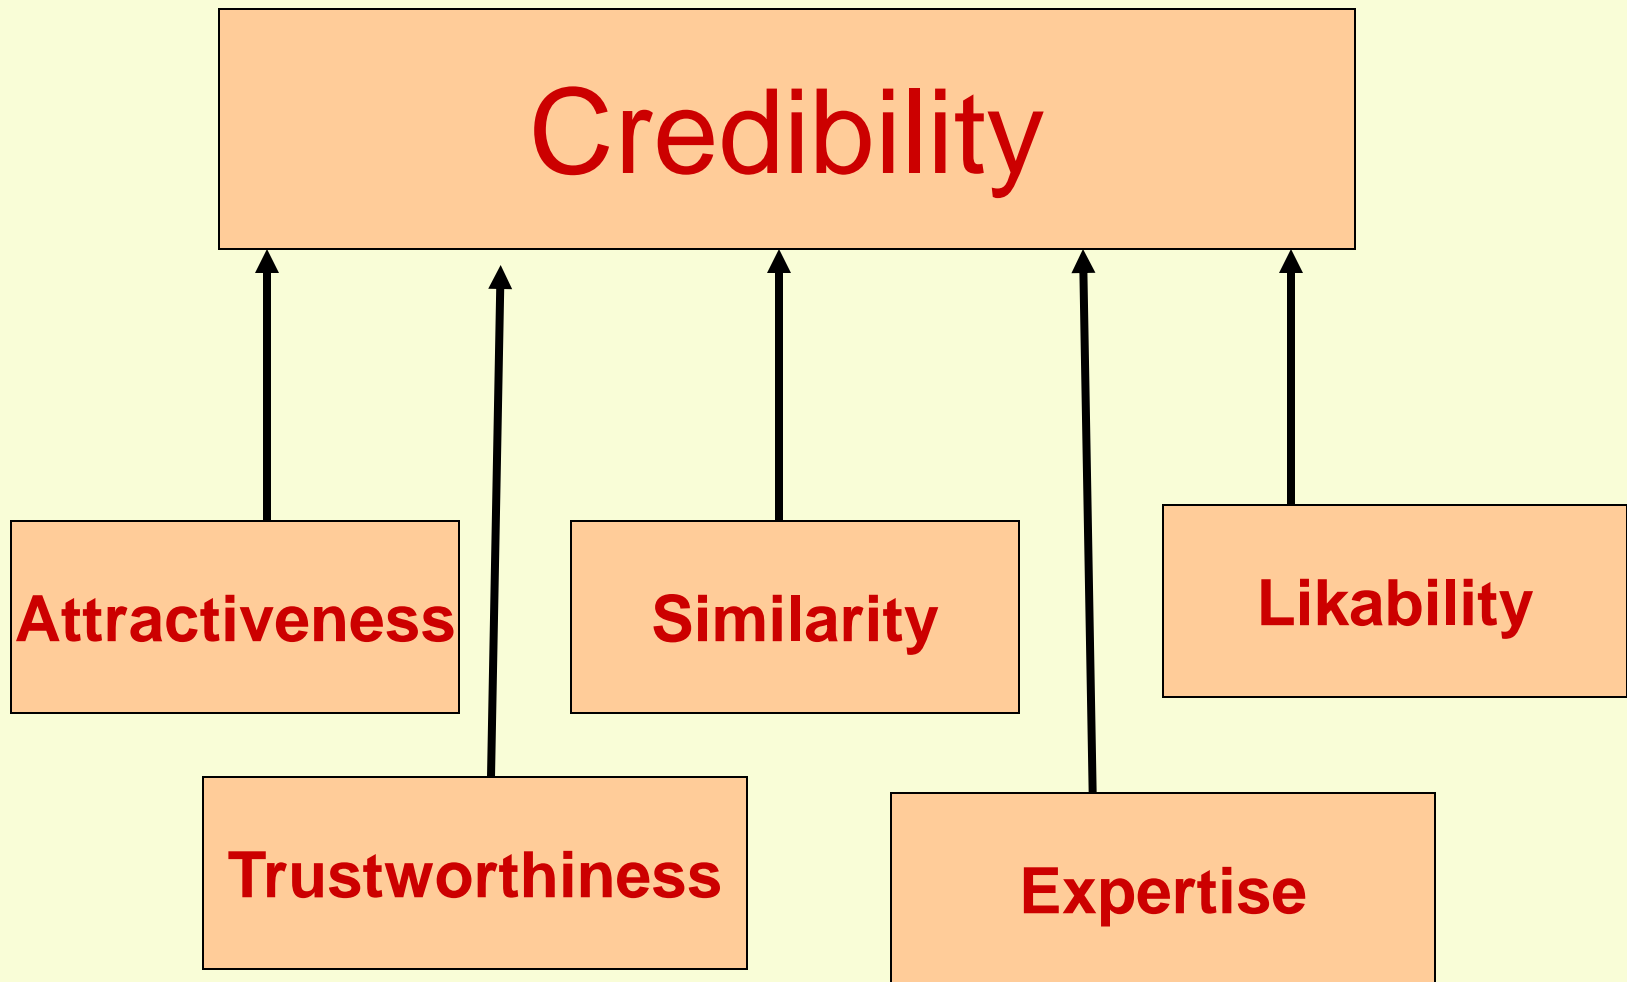 Credibility
Attractiveness
Similarity
Likability
Trustworthiness
Expertise